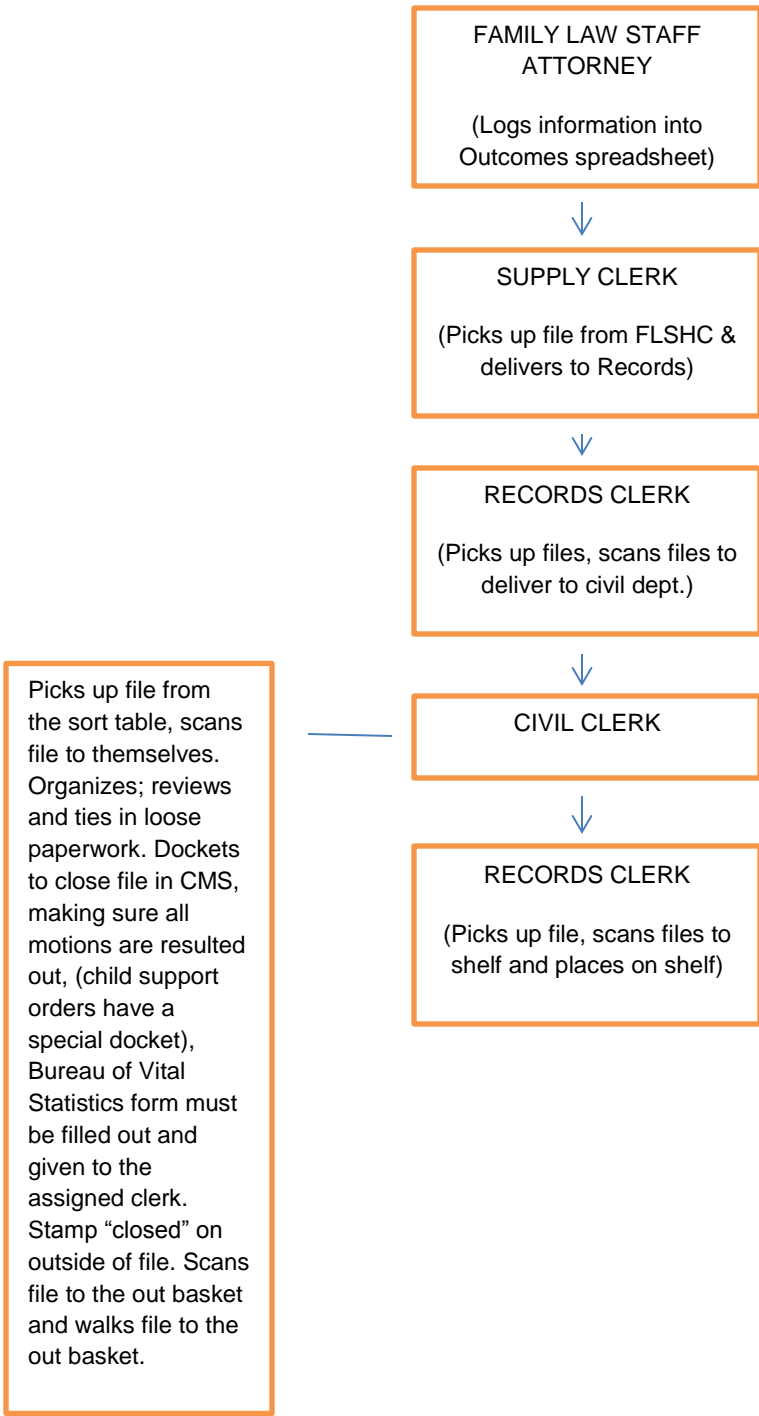 FAMILY LAW STAFF
ATTORNEY
(Logs information into
Outcomes spreadsheet)
SUPPLY CLERK
(Picks up file from FLSHC &
delivers to Records)
RECORDS CLERK
(Picks up files, scans files to
deliver to civil dept.)
CIVIL CLERK
Picks up file from
the sort table, scans
file to themselves.
Organizes; reviews
and ties in loose
paperwork. Dockets
to close file in CMS,
making sure all
motions are resulted
out, (child support
orders have a
special docket),
Bureau of Vital
Statistics form must
be filled out and
given to the
assigned clerk.
Stamp “closed” on
outside of file. Scans
file to the out basket
and walks file to the
out basket.
RECORDS CLERK
(Picks up file, scans files to
shelf and places on shelf)